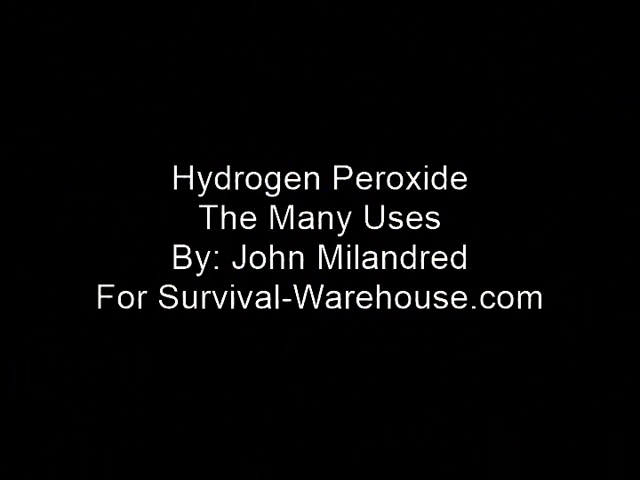 Hydrogen Peroxide
The Many Uses
By: John Milandred
For Survival-Warehouse.com